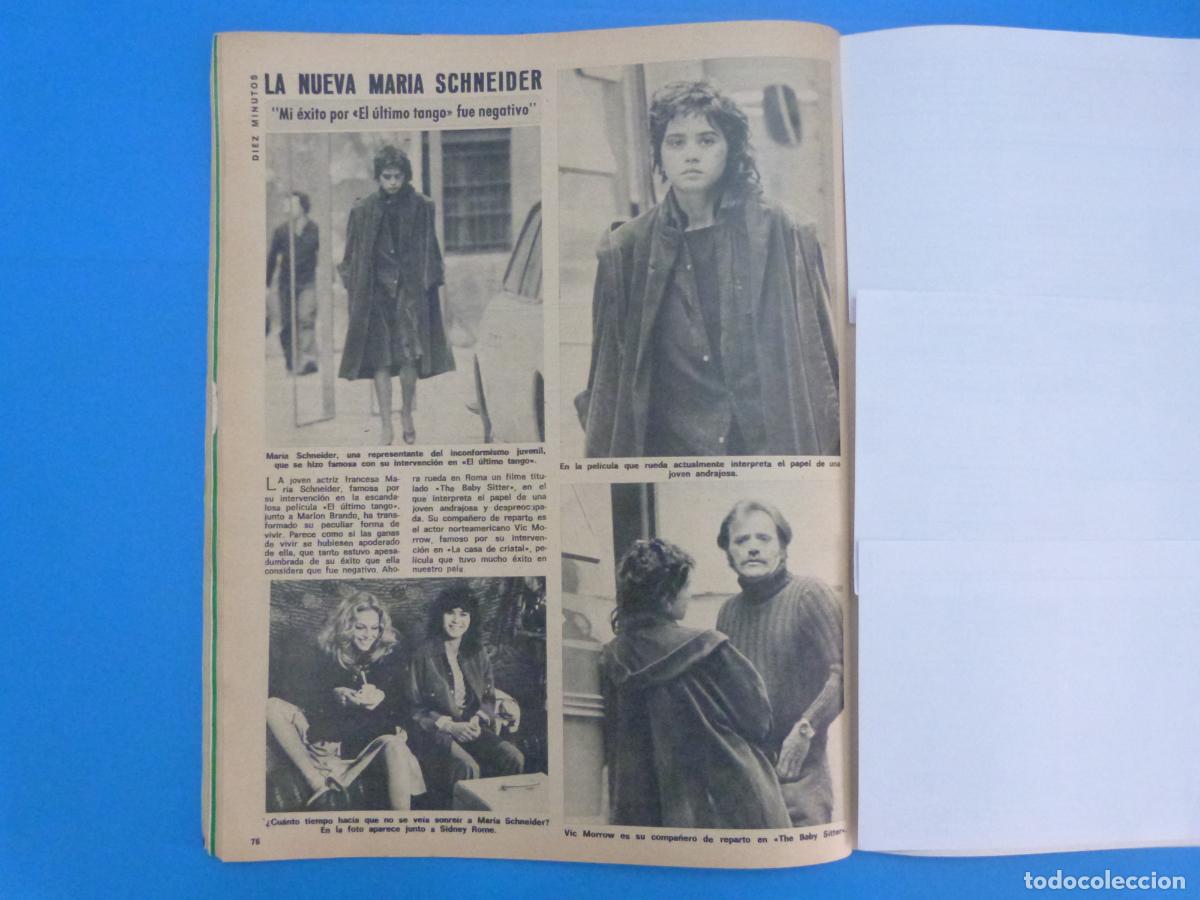 DIEZ MINUTOS
LA NUEVA MARIA SCHNEIDER
"Mi éxito por «El último tango» fue negativo"
Maria Schneider, una representante del inconformismo juvenil,
que se hizo famosa con su intervención en «El último tango».
En la película que rueda actualmente interpreta el papel de una
joven andrajosa.
LA joven actriz francesa Ma-
ría Schneider, famosa por
su intervención en la escanda-
losa película «El último tango»,
junto a Marlon Brando, ha trans-
formado su peculiar forma de
vivir. Parece como si las ganas
de vivir se hubiesen apoderado
de ella, que tanto estuvo apesa-
dumbrada de su éxito que ella
considera que fue negativo. Aho-
ra rueda en Roma un filme titu-
lado «The Baby Sitter», en el
que interpreta el papel de una
joven andrajosa y despreocupa-
da. Su compañero de reparto es
el actor norteamericano Vic Mo-
rrow, famoso por su interven-
ción en «La casa de cristal», pe-
lícula que tuvo mucho éxito en
nuestro país.
¿Cuánto tiempo hacía que no se veía sonreír a Maria Schneider?
En la foto aparece junto a Sidney Rome.
Vic Morrow es su compañero de reparto en «The Baby Sitter».
76
todocoleccion